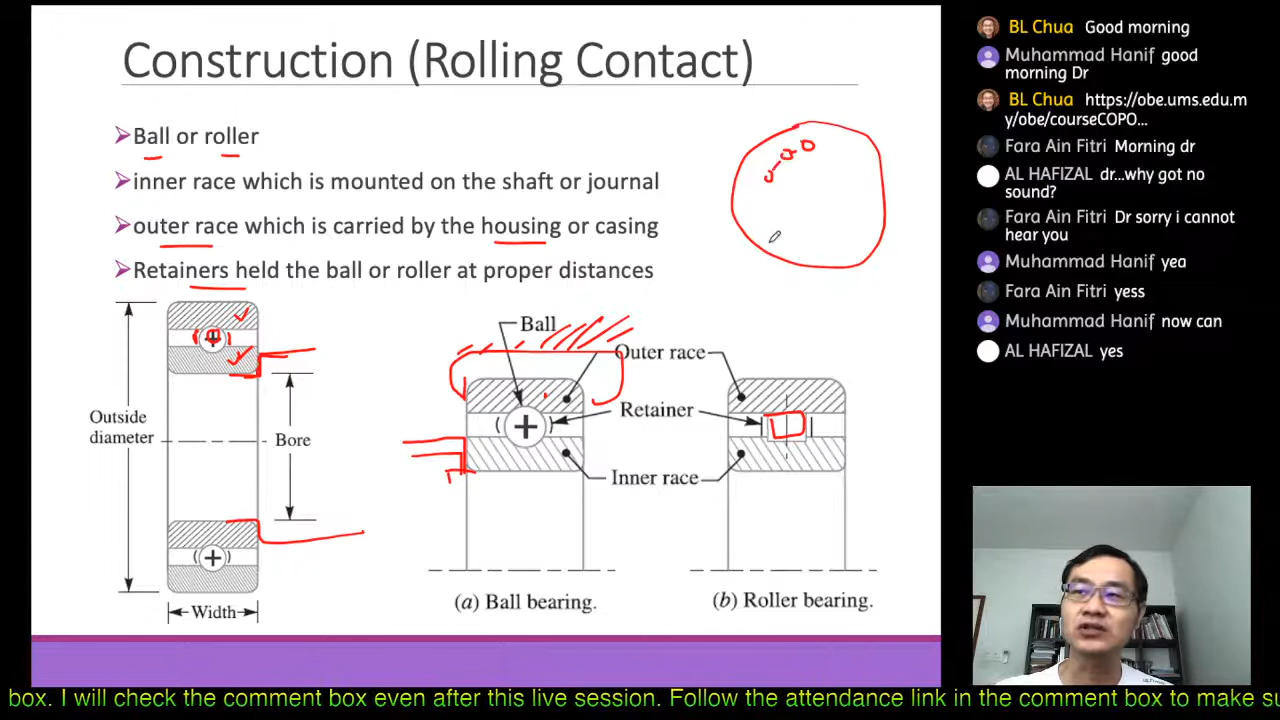 Construction (Rolling Contact)
➤Ball or roller
➤inner race which is mounted on the shaft or journal
➤outer race which is carried by the housing or casing
➤Retainers held the ball or roller at proper distances
Outside
diameter
Bore
Width
Ball
Outer race
Retainer
Inner race
(a) Ball bearing.
(b) Roller bearing.
BL Chua Good morning
Muhammad Hanif good
morning Dr
BL Chua https://obe.ums.edu.m
y/obe/courseCOPO...
Fara Ain Fitri Morning dr
AL HAFIZAL dr...why got no
sound?
Fara Ain Fitri Dr sorry i cannot
hear you
Muhammad Hanif yea
Fara Ain Fitri yess
Muhammad Hanif now can
AL HAFIZAL yes
box. I will check the comment box even after this live session. Follow the attendance link in the comment box to make su